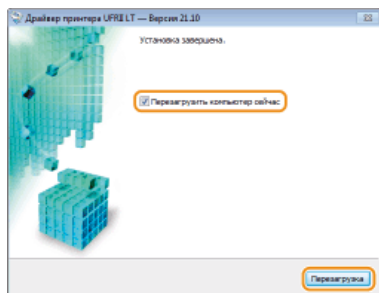 Драйвер принтера UFRII LT — Версия 21.10
Установка завершена.
Перезагрузить компьютер сейчас
Перезагрузка